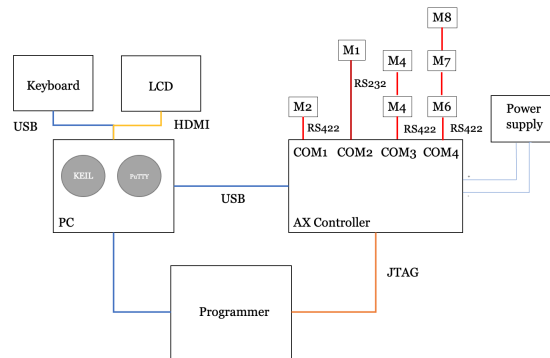 M8
M1
M4
M7
Keyboard
LCD
RS232
M2
M4
M6
Power
supply
USB
HDMI
RS422
RS422
RS422
COM1
COM2
COM3
COM4
KEIL
PuTTY
+
-
USB
PC
AX Controller
JTAG
Programmer